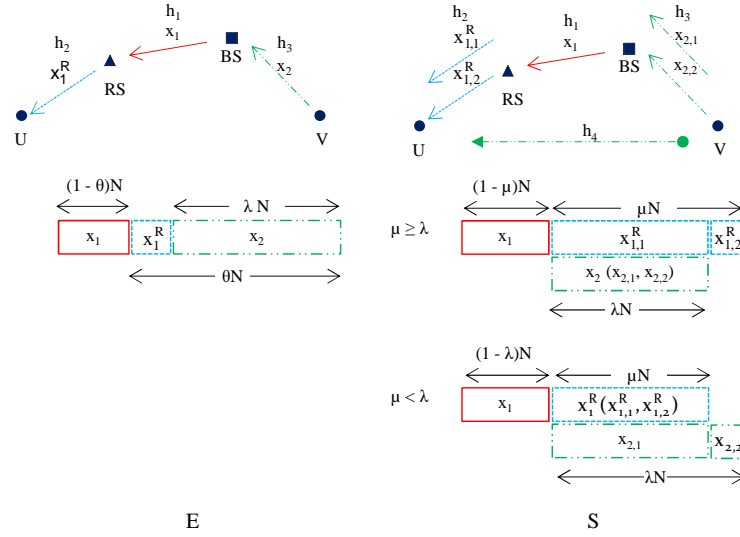 h₁
x₁
h₂
x₁ᴿ
BS
h₃
x₂
RS
U
V
(1 - θ)N
λ N
x₁
x₁ᴿ
x₂
θN
E
h₂
x₁,₁ᴿ
x₁,₂ᴿ
h₁
x₁
BS
h₃
x₂,₁
x₂,₂
RS
U
V
h₄
(1 - μ)N
μN
μ ≥ λ
x₁
x₁,₁ᴿ
x₁,₂ᴿ
x₂ (x₂,₁, x₂,₂)
λN
(1 - λ)N
μN
μ < λ
x₁
x₁ᴿ(x₁,₁ᴿ, x₁,₂ᴿ)
x₂,₁
x₂,₂
λN
S